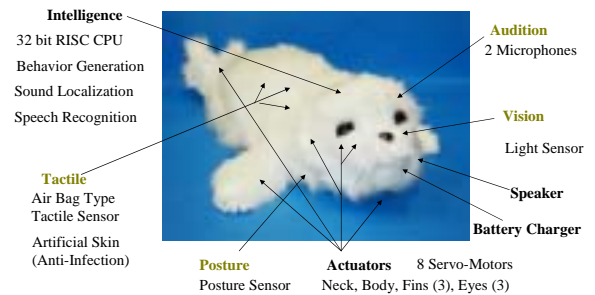 Intelligence
32 bit RISC CPU
Behavior Generation
Sound Localization
Speech Recognition
Audition
2 Microphones
Vision
Light Sensor
Speaker
Battery Charger
Tactile
Air Bag Type
Tactile Sensor
Artificial Skin
(Anti-Infection)
Posture
Posture Sensor
Actuators 8 Servo-Motors
Neck, Body, Fins (3), Eyes (3)